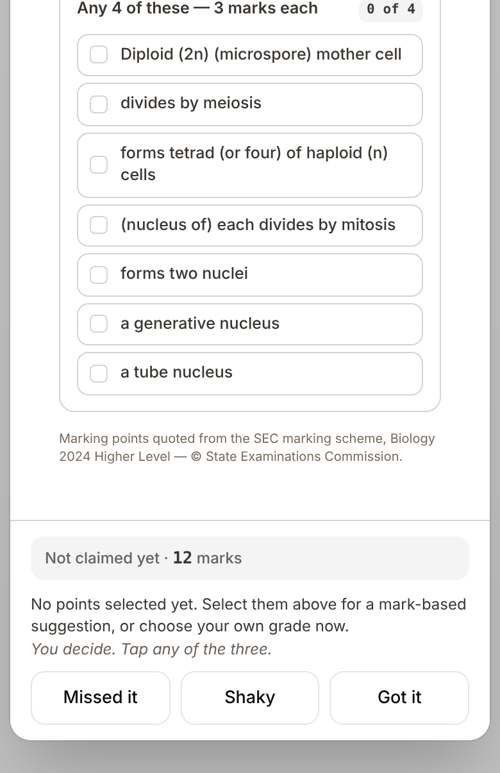 Any 4 of these — 3 marks each
0 of 4
Diploid (2n) (microspore) mother cell
divides by meiosis
forms tetrad (or four) of haploid (n)
cells
(nucleus of) each divides by mitosis
forms two nuclei
a generative nucleus
a tube nucleus
Marking points quoted from the SEC marking scheme, Biology
2024 Higher Level — © State Examinations Commission.
Not claimed yet · 12 marks
No points selected yet. Select them above for a mark-based
suggestion, or choose your own grade now.
You decide. Tap any of the three.
Missed it
Shaky
Got it